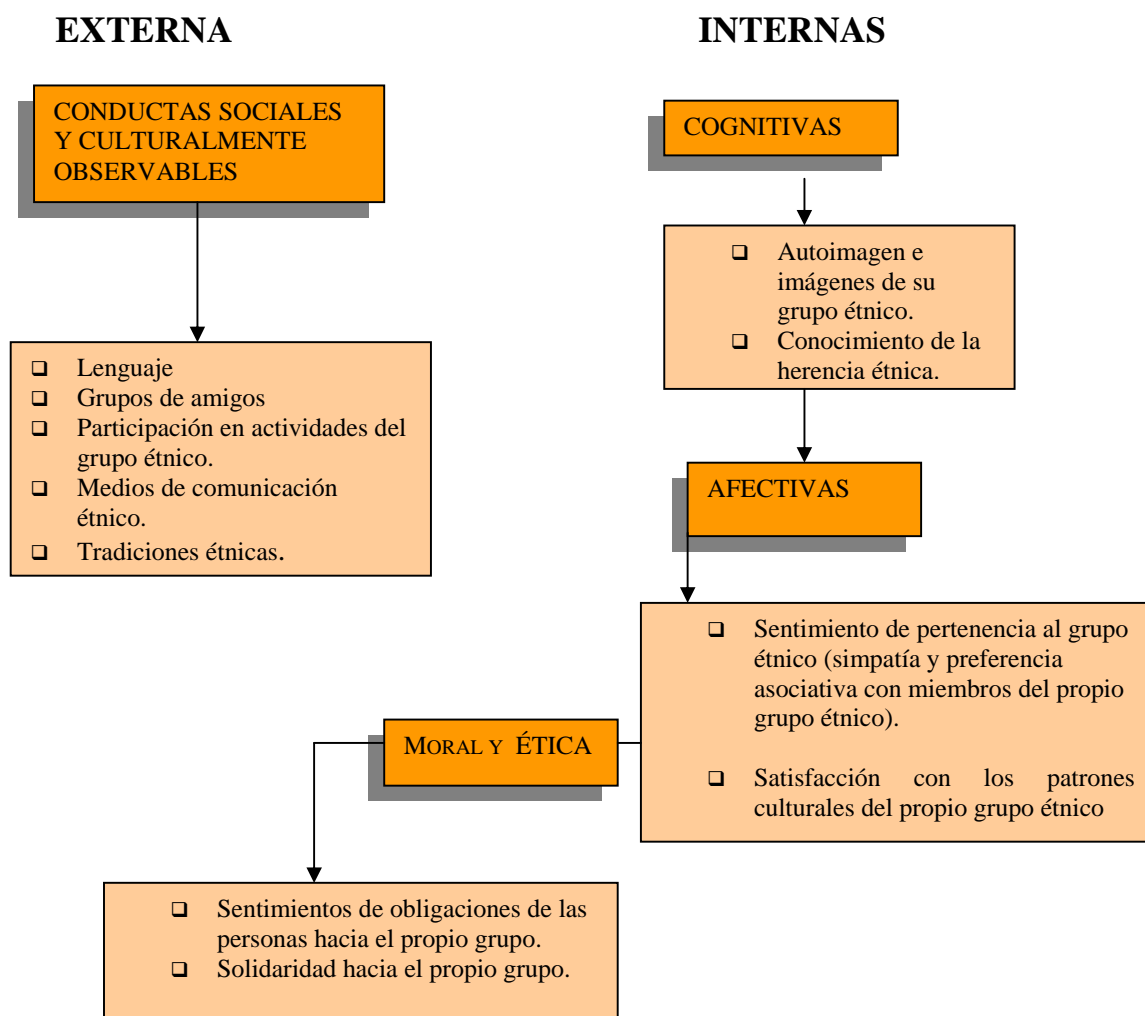 EXTERNA
CONDUCTAS SOCIALES
Y CULTURALMENTE
OBSERVABLES
❑ Lenguaje
❑ Grupos de amigos
❑ Participación en actividades del
grupo étnico.
❑ Medios de comunicación
étnico.
❑ Tradiciones étnicas.
INTERNAS
COGNITIVAS
❑ Autoimagen e
imágenes de su
grupo étnico.
❑ Conocimiento de la
herencia étnica.
AFECTIVAS
❑ Sentimiento de pertenencia al grupo
étnico (simpatía y preferencia
asociativa con miembros del propio
grupo étnico).
❑ Satisfacción con los patrones
culturales del propio grupo étnico
MORAL Y ÉTICA
❑ Sentimientos de obligaciones de las
personas hacia el propio grupo.
❑ Solidaridad hacia el propio grupo.